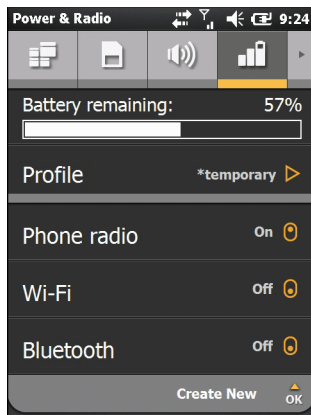 Power & Radio 9:24
Battery remaining: 57%
Profile *temporary
Phone radio On
Wi-Fi Off
Bluetooth Off
Create New OK